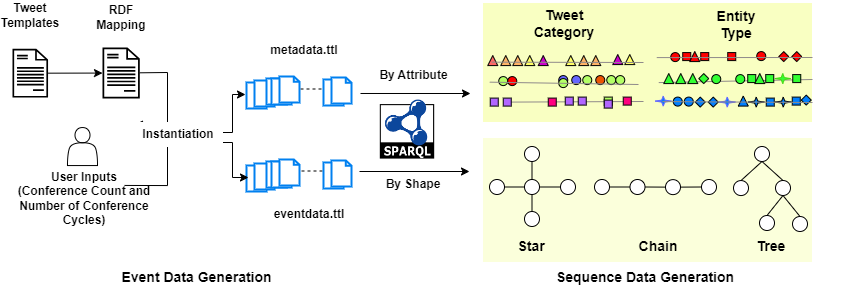 Tweet
Templates
RDF
Mapping
metadata.ttl
By Attribute
Instantiation
SPARQL
User Inputs
(Conference Count and
Number of Conference
Cycles)
eventdata.ttl
By Shape
Event Data Generation
Tweet
Category
Entity
Type
Star
Chain
Tree
Sequence Data Generation